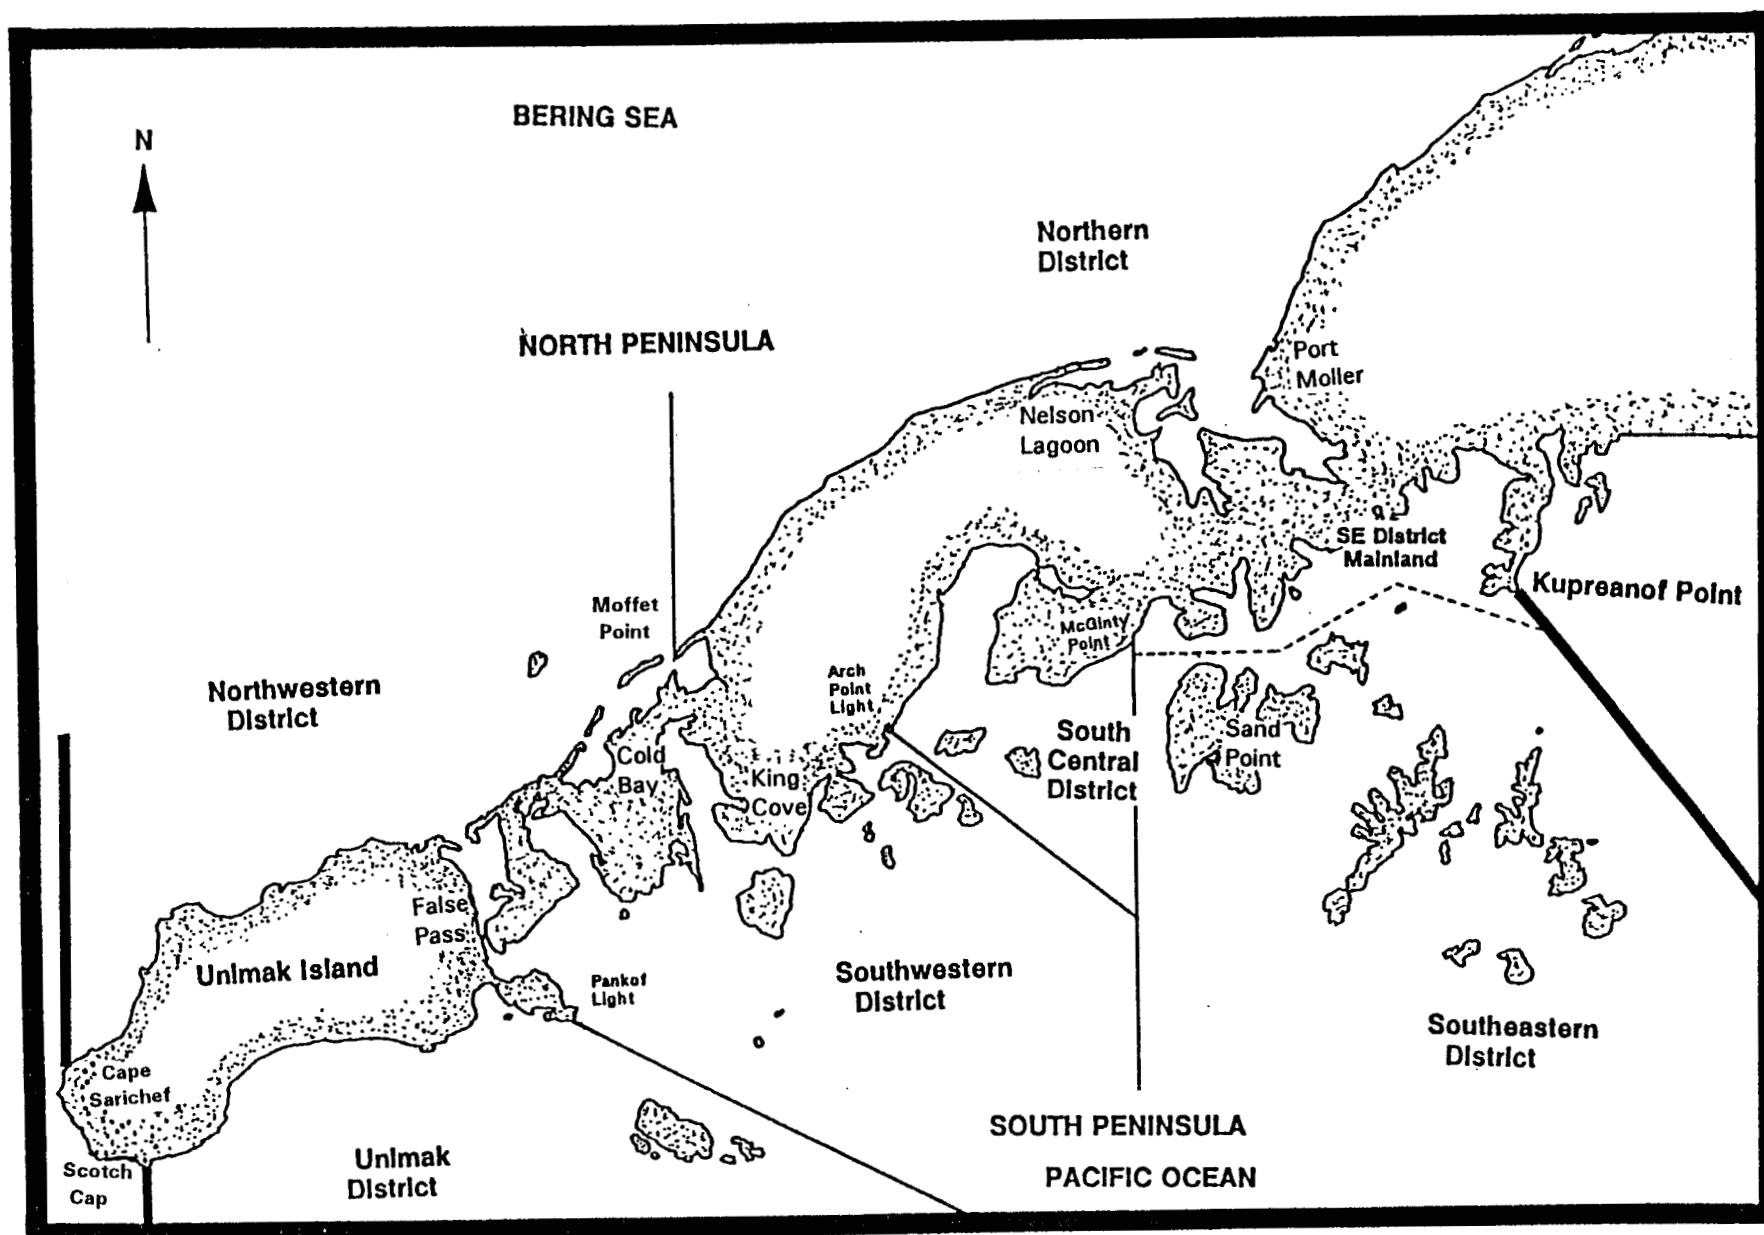 BERING SEA
N
Northern
District
NORTH PENINSULA
Port
Moller
Nelson
Lagoon
SE District
Mainland
Kupreanof Point
Moffet
Point
McGinty
Point
Arch
Point
Light
Northwestern
District
South
Central
District
Sand
Point
Cold
Bay
King
Cove
False
Pass
Unimak Island
Pankof
Light
Southwestern
District
Southeastern
District
Cape
Sarichef
SOUTH PENINSULA
PACIFIC OCEAN
Unimak
District
Scotch
Cap